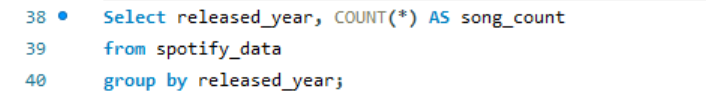 38 Select released_year, COUNT(*) AS song_count
39 from spotify_data
40 group by released_year;